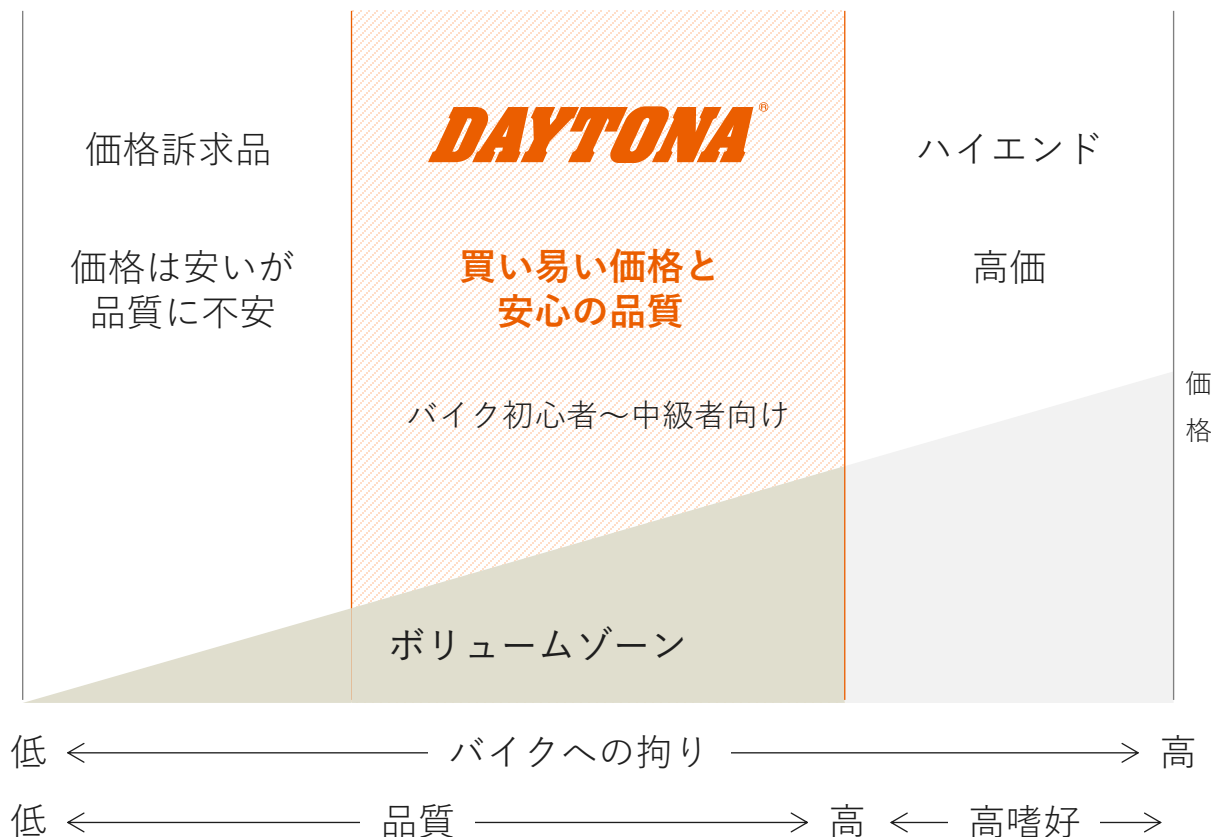 価格訴求品
価格は安いが
品質に不安
DAYTONA®
買い易い価格と
安心の品質
バイク初心者〜中級者向け
ハイエンド
高価
価格
ボリュームゾーン
低 バイクへの拘り 高
低 品質 高 高嗜好